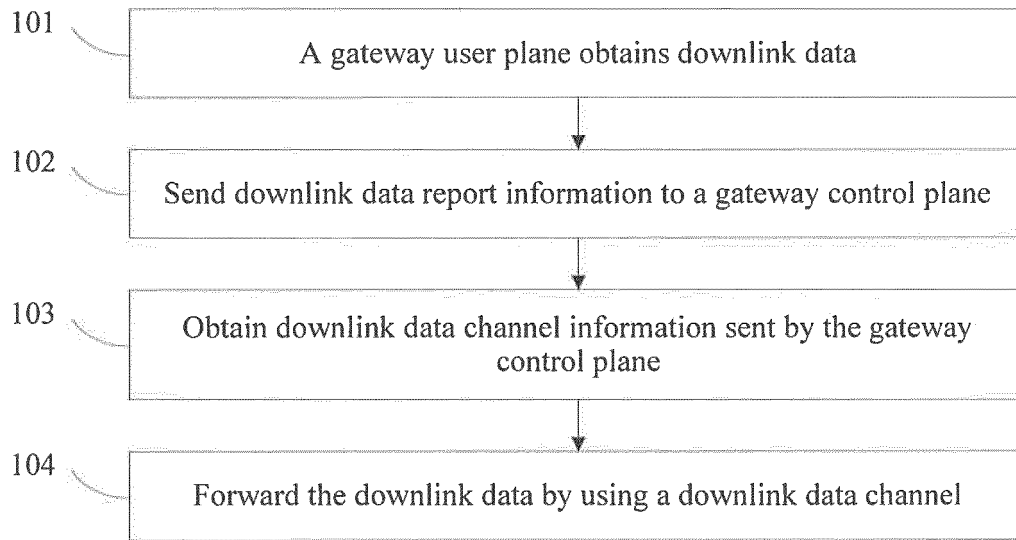 101
A gateway user plane obtains downlink data
102
Send downlink data report information to a gateway control plane
103
Obtain downlink data channel information sent by the gateway
control plane
104
Forward the downlink data by using a downlink data channel